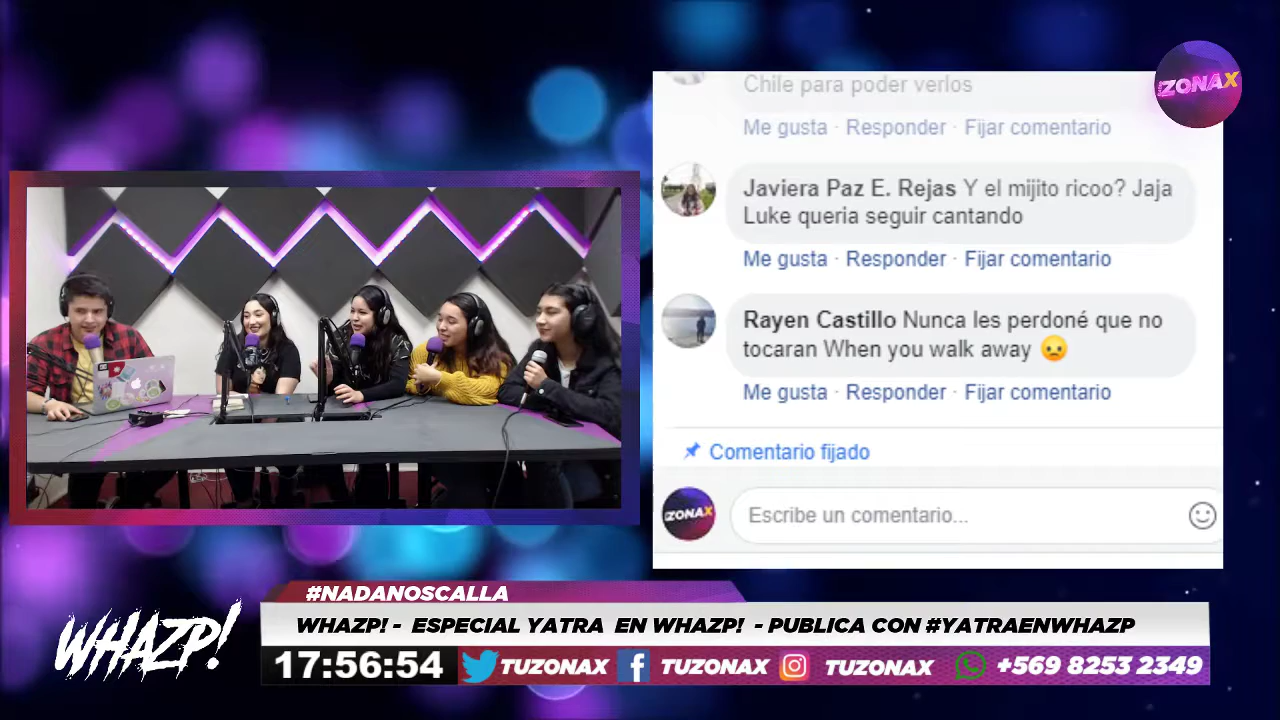 Chile para poder verlos
Me gusta · Responder · Fijar comentario
Javiera Paz E. Rejas Y el mijito ricoo? Jaja
Luke queria seguir cantando
Me gusta · Responder · Fijar comentario
Rayen Castillo Nunca les perdoné que no
tocaran When you walk away
Me gusta · Responder · Fijar comentario
Comentario fijado
ZONAX
Escribe un comentario...
ZONAX
#NADANOSCALLA
WHAZP!
WHAZP! - ESPECIAL YATRA EN WHAZP! - PUBLICA CON #YATRAENWHAZP
17:56:54 TUZONAX TUZONAX TUZONAX +569 8253 2349